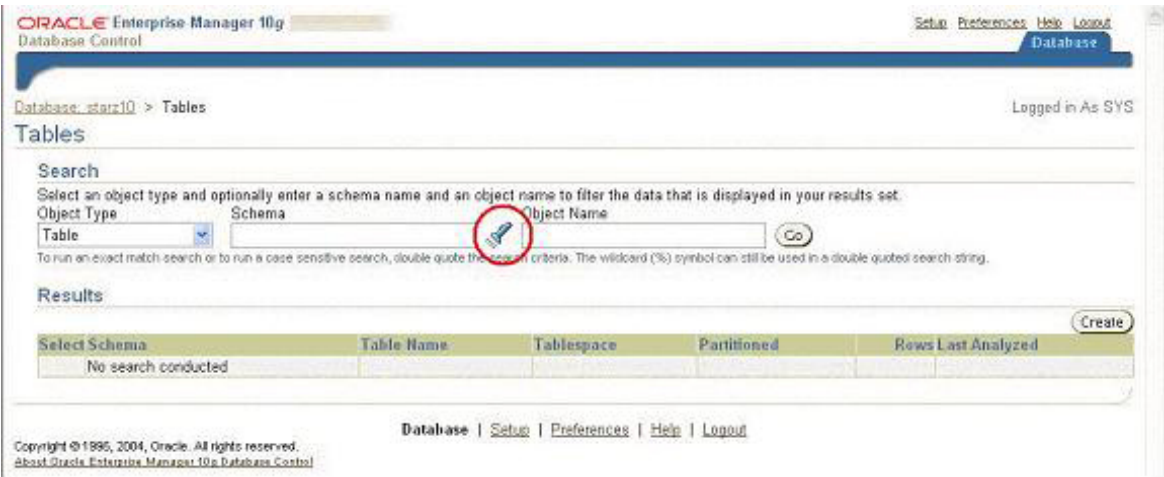 ORACLE Enterprise Manager 10g
Database Control
Setup Preferences Help Logout
Database
Database: starz10 > Tables
Logged in As SYS
Tables
Search
Select an object type and optionally enter a schema name and an object name to filter the data that is displayed in your results set.
Object Type Schema Object Name
Table Go
To run an exact match search or to run a case sensitive search, double quote the search criteria. The wildcard (%) symbol can still be used in a double quoted search string.
Results
Create
Select Schema Table Name Tablespace Partitioned Rows Last Analyzed
No search conducted
Database | Setup | Preferences | Help | Logout
Copyright © 1996, 2004, Oracle. All rights reserved.
About Oracle Enterprise Manager 10g Database Control